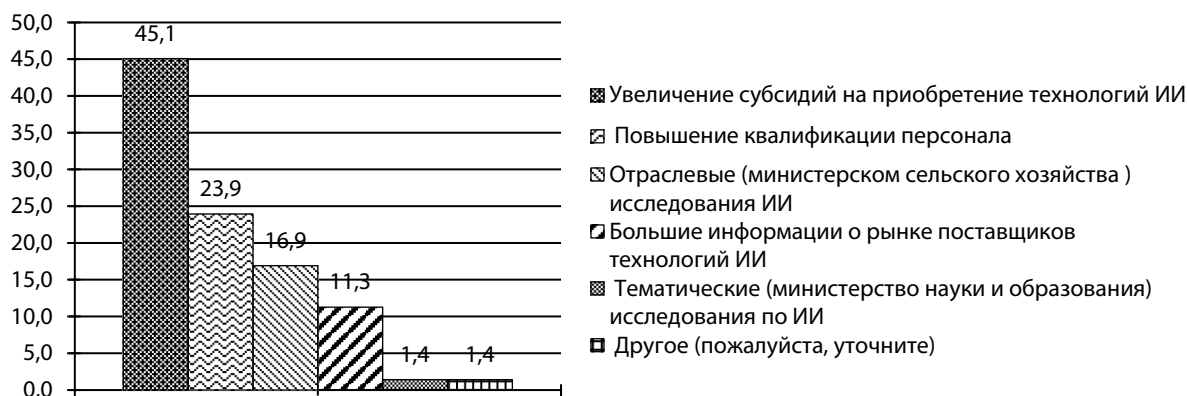 50,0
45,0
40,0
35,0
30,0
25,0
20,0
15,0
10,0
5,0
0,0
45,1
23,9
16,9
11,3
1,4
1,4
Увеличение субсидий на приобретение технологий ИИ
Повышение квалификации персонала
Отраслевые (министерском сельского хозяйства )
исследования ИИ
Большие информации о рынке поставщиков
технологий ИИ
Тематические (министерство науки и образования)
исследования по ИИ
Другое (пожалуйста, уточните)